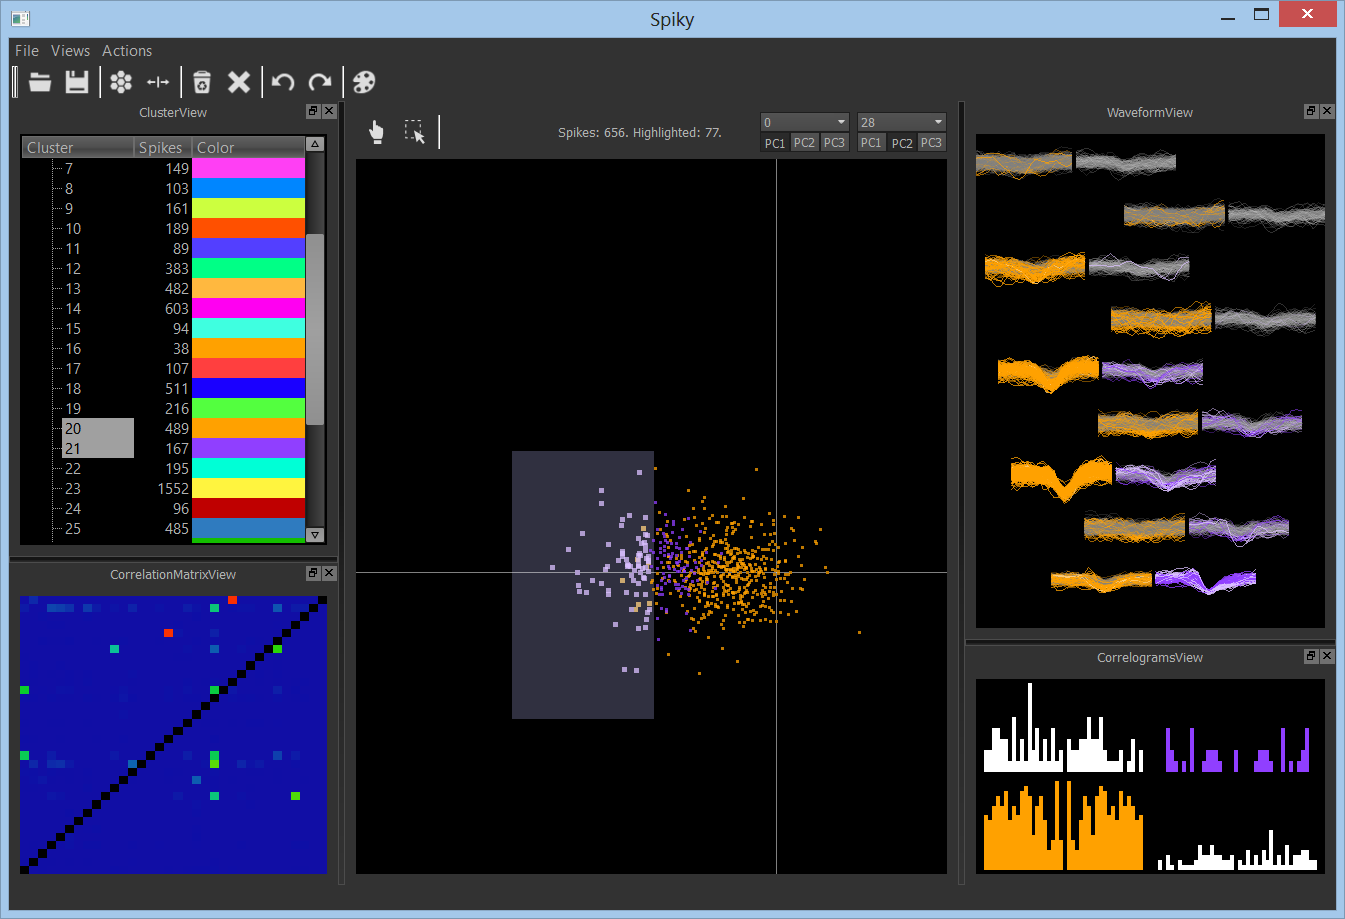 Spiky
File Views Actions
ClusterView
Cluster Spikes Color
7 149
8 103
9 161
10 189
11 89
12 383
13 482
14 603
15 94
16 38
17 107
18 511
19 216
20 489
21 167
22 195
23 1552
24 96
25 485
CorrelationMatrixView
Spikes: 656. Highlighted: 77.
0 28
PC1 PC2 PC3 PC1 PC2 PC3
WaveformView
CorrelogramsView